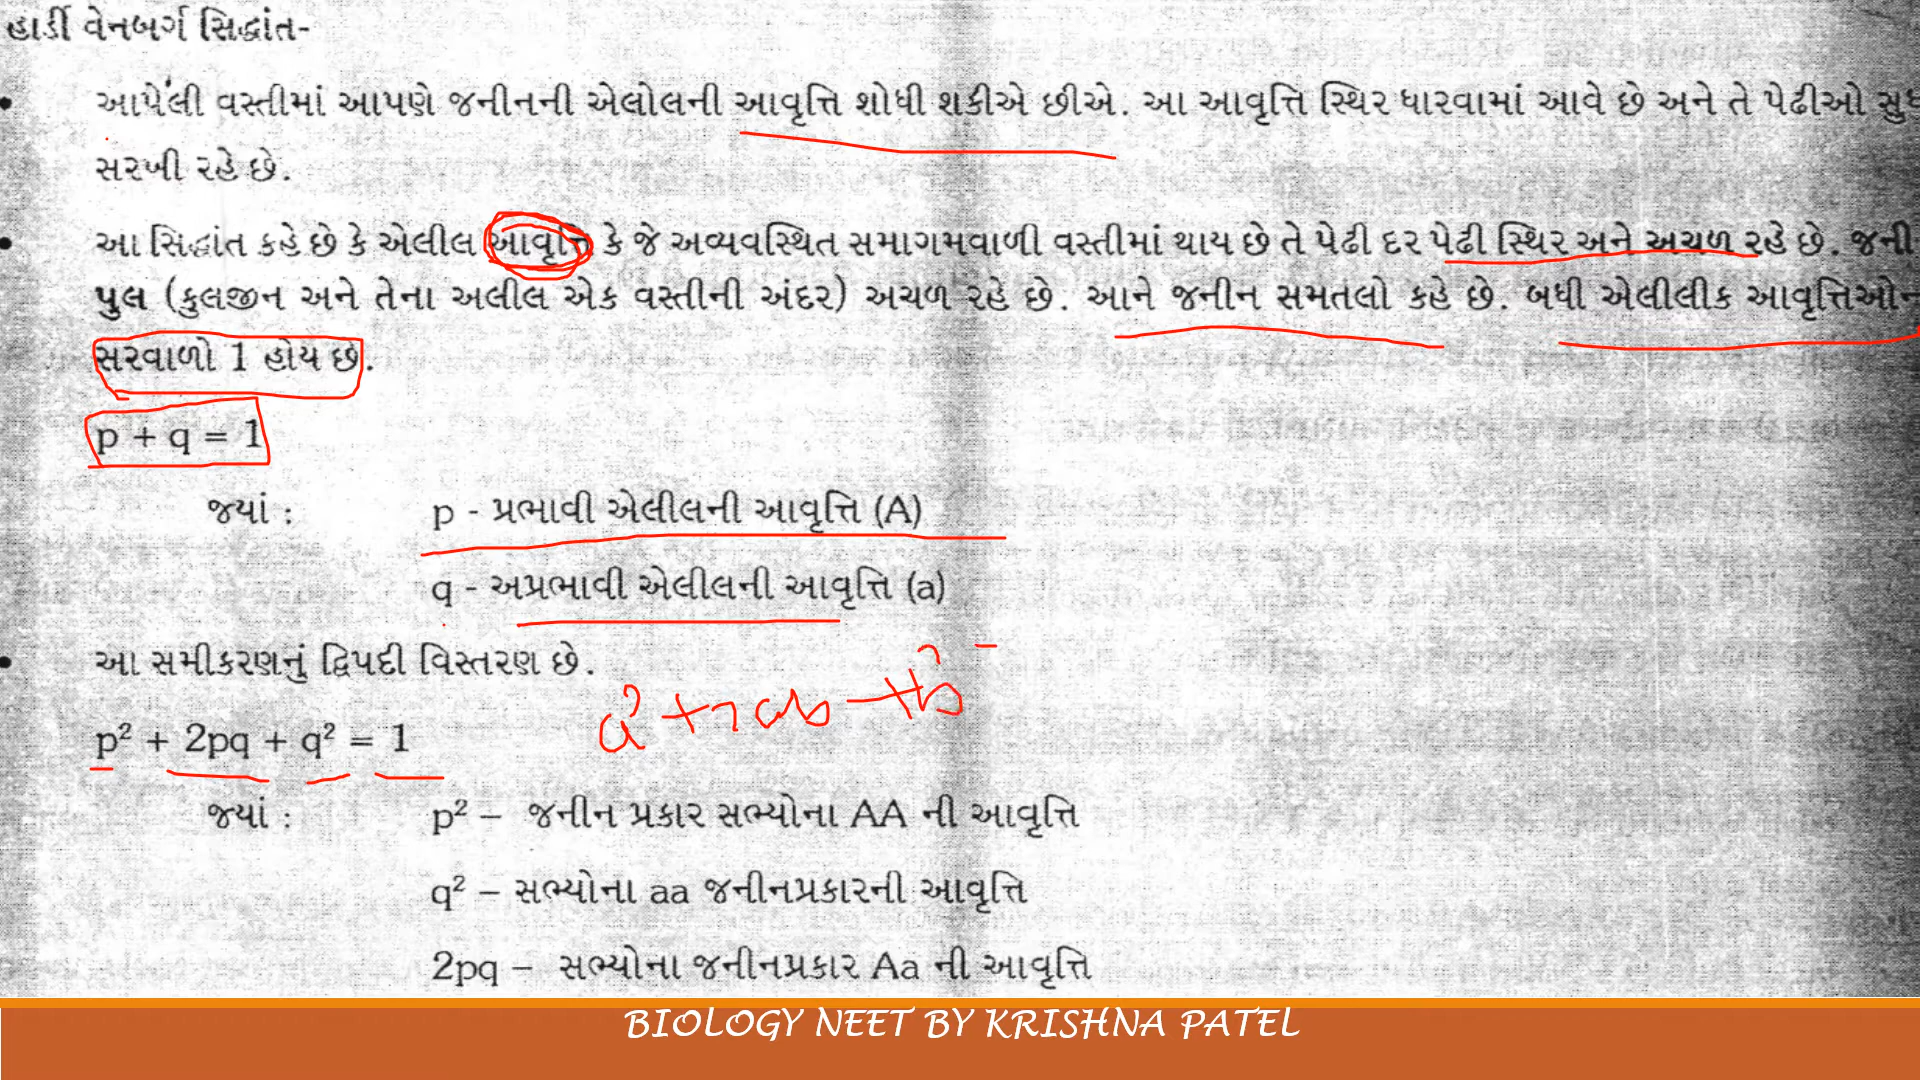 હાર્ડી વેનબર્ગ સિદ્ધાંત-
આપેલી વસ્તીમાં આપણે જનીનની એલોલની આવૃત્તિ શોધી શકીએ છીએ. આ આવૃત્તિ સ્થિર ધારવામાં આવે છે અને તે પેઢીઓ
સરખી રહે છે.
આ સિદ્ધાંત કહે છે કે એલીલ આવૃત્તિ કે જે અવ્યવસ્થિત સમાગમવાળી વસ્તીમાં થાય છે તે પેઢી દર પેઢી સ્થિર અને અચળ રહે છે.
પુલ (કુલજીન અને તેના અલીલ એક વસ્તીની અંદર) અચળ રહે છે. આને જનીન સમતલો કહે છે. બધી એલીલીક
સરવાળો 1 હોય છે.
p + q = 1
જયાં : p - પ્રભાવી એલીલની આવૃત્તિ (A)
q - અપ્રભાવી એલીલની આવૃત્તિ (a)
આ સમીકરણનું દ્વિપદી વિસ્તરણ છે.
a² + 2ab + b²
p² + 2pq + q² = 1
જયાં : p² – જનીન પ્રકાર સભ્યોના AA ની આવૃત્તિ
q² – સભ્યોના aa જનીનપ્રકારની આવૃત્તિ
2pq – સભ્યોના જનીનપ્રકાર Aa ની આવૃત્તિ
BIOLOGY NEET BY KRISHNA PATEL